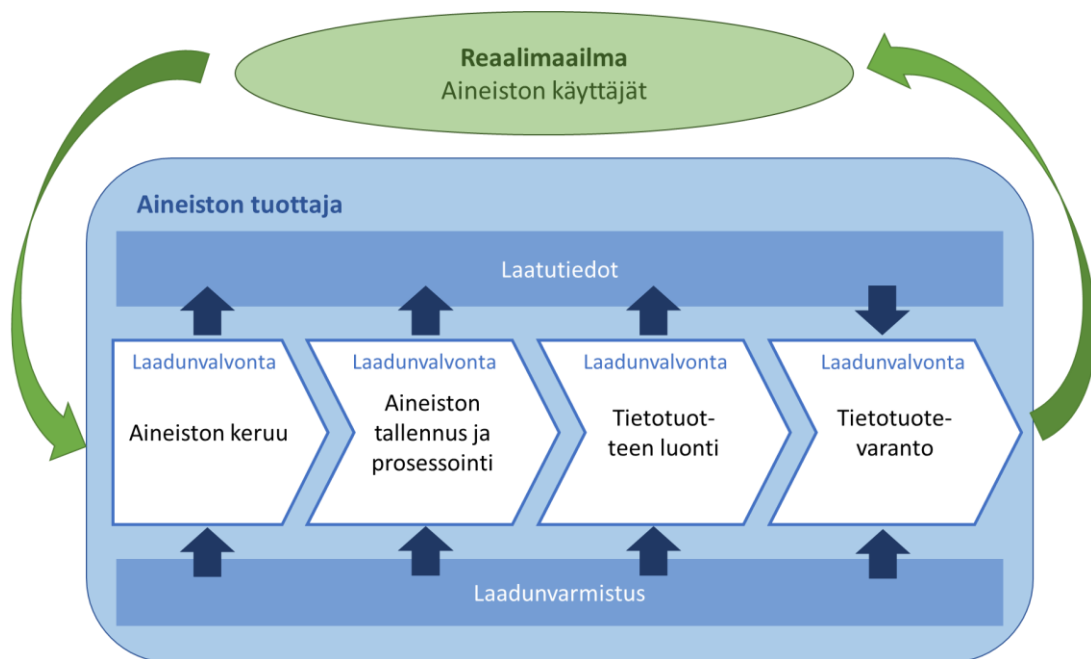 Reaalimaailma
Aineiston käyttäjät
Aineiston tuottaja
Laatutiedot
Laadunvalvonta
Aineiston keruu
Laadunvalvonta
Aineiston
tallennus ja
prosessointi
Laadunvalvonta
Tietotuot-
teen luonti
Laadunvalvonta
Tietotuote-
varanto
Laadunvarmistus